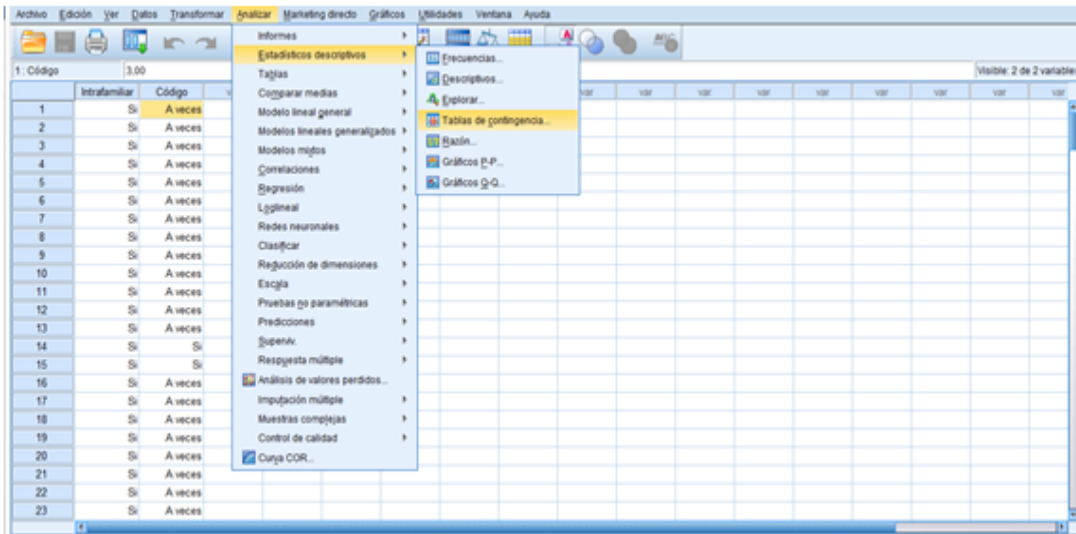 Archivo Edición Ver Datos Transformar Analizar Marketing directo Gráficos Utilidades Ventana Ayuda
1 : Código 3,00 Visible: 2 de 2 variables
Intrafamiliar Código var var var var var var var var var
1 Si A veces
2 Si A veces
3 Si A veces
4 Si A veces
5 Si A veces
6 Si A veces
7 Si A veces
8 Si A veces
9 Si A veces
10 Si A veces
11 Si A veces
12 Si A veces
13 Si A veces
14 Si Si
15 Si Si
16 Si A veces
17 Si A veces
18 Si A veces
19 Si A veces
20 Si A veces
21 Si A veces
22 Si A veces
23 Si A veces
Informes
Estadísticos descriptivos
Tablas
Comparar medias
Modelo lineal general
Modelos lineales generalizados
Modelos mixtos
Correlaciones
Regresión
Loglineal
Redes neuronales
Clasificar
Reducción de dimensiones
Escala
Pruebas no paramétricas
Predicciones
Superviv.
Respuesta múltiple
Análisis de valores perdidos...
Imputación múltiple
Muestras complejas
Control de calidad
Curva COR...
Frecuencias...
Descriptivos...
Explorar...
Tablas de contingencia...
Razón...
Gráficos P-P...
Gráficos Q-Q...